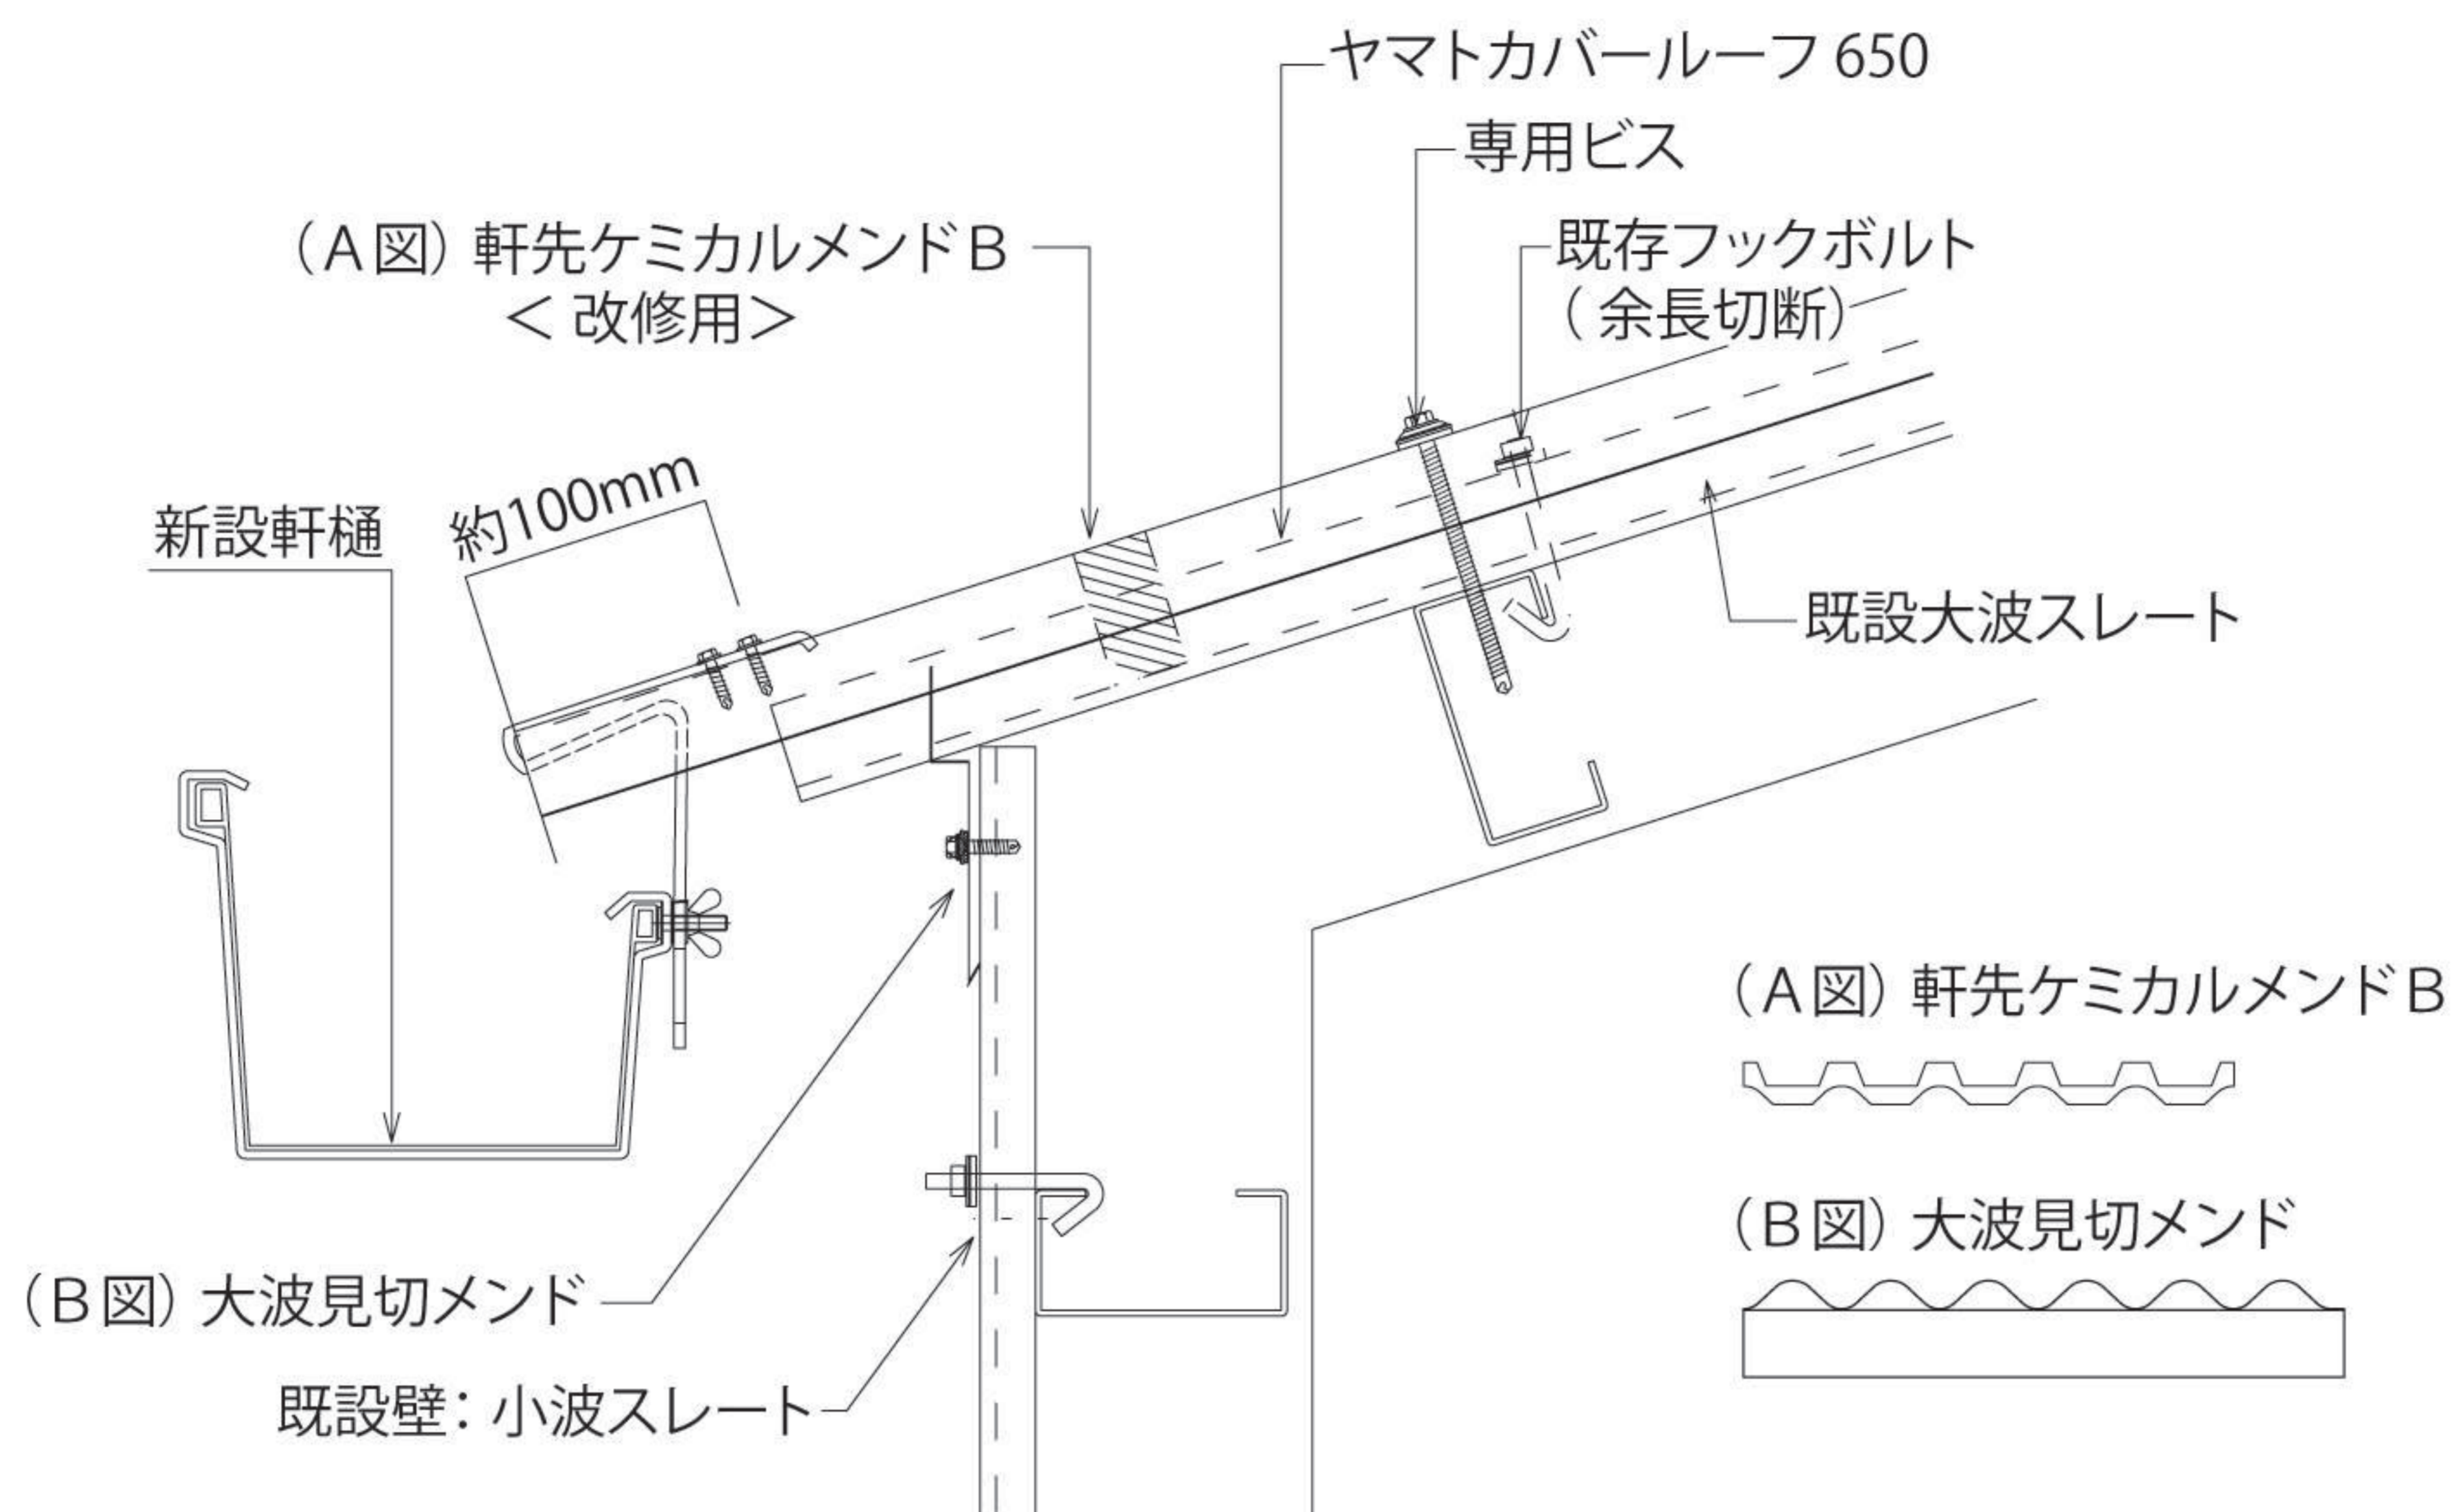 ヤマトカバールーフ 650
専用ビス
(A図) 軒先ケミカルメンドB
＜ 改修用＞
既存フックボルト
( 余長切断)
約100mm
新設軒樋
既設大波スレート
(A図) 軒先ケミカルメンドB
(B図) 大波見切メンド
(B図) 大波見切メンド
既設壁：小波スレート